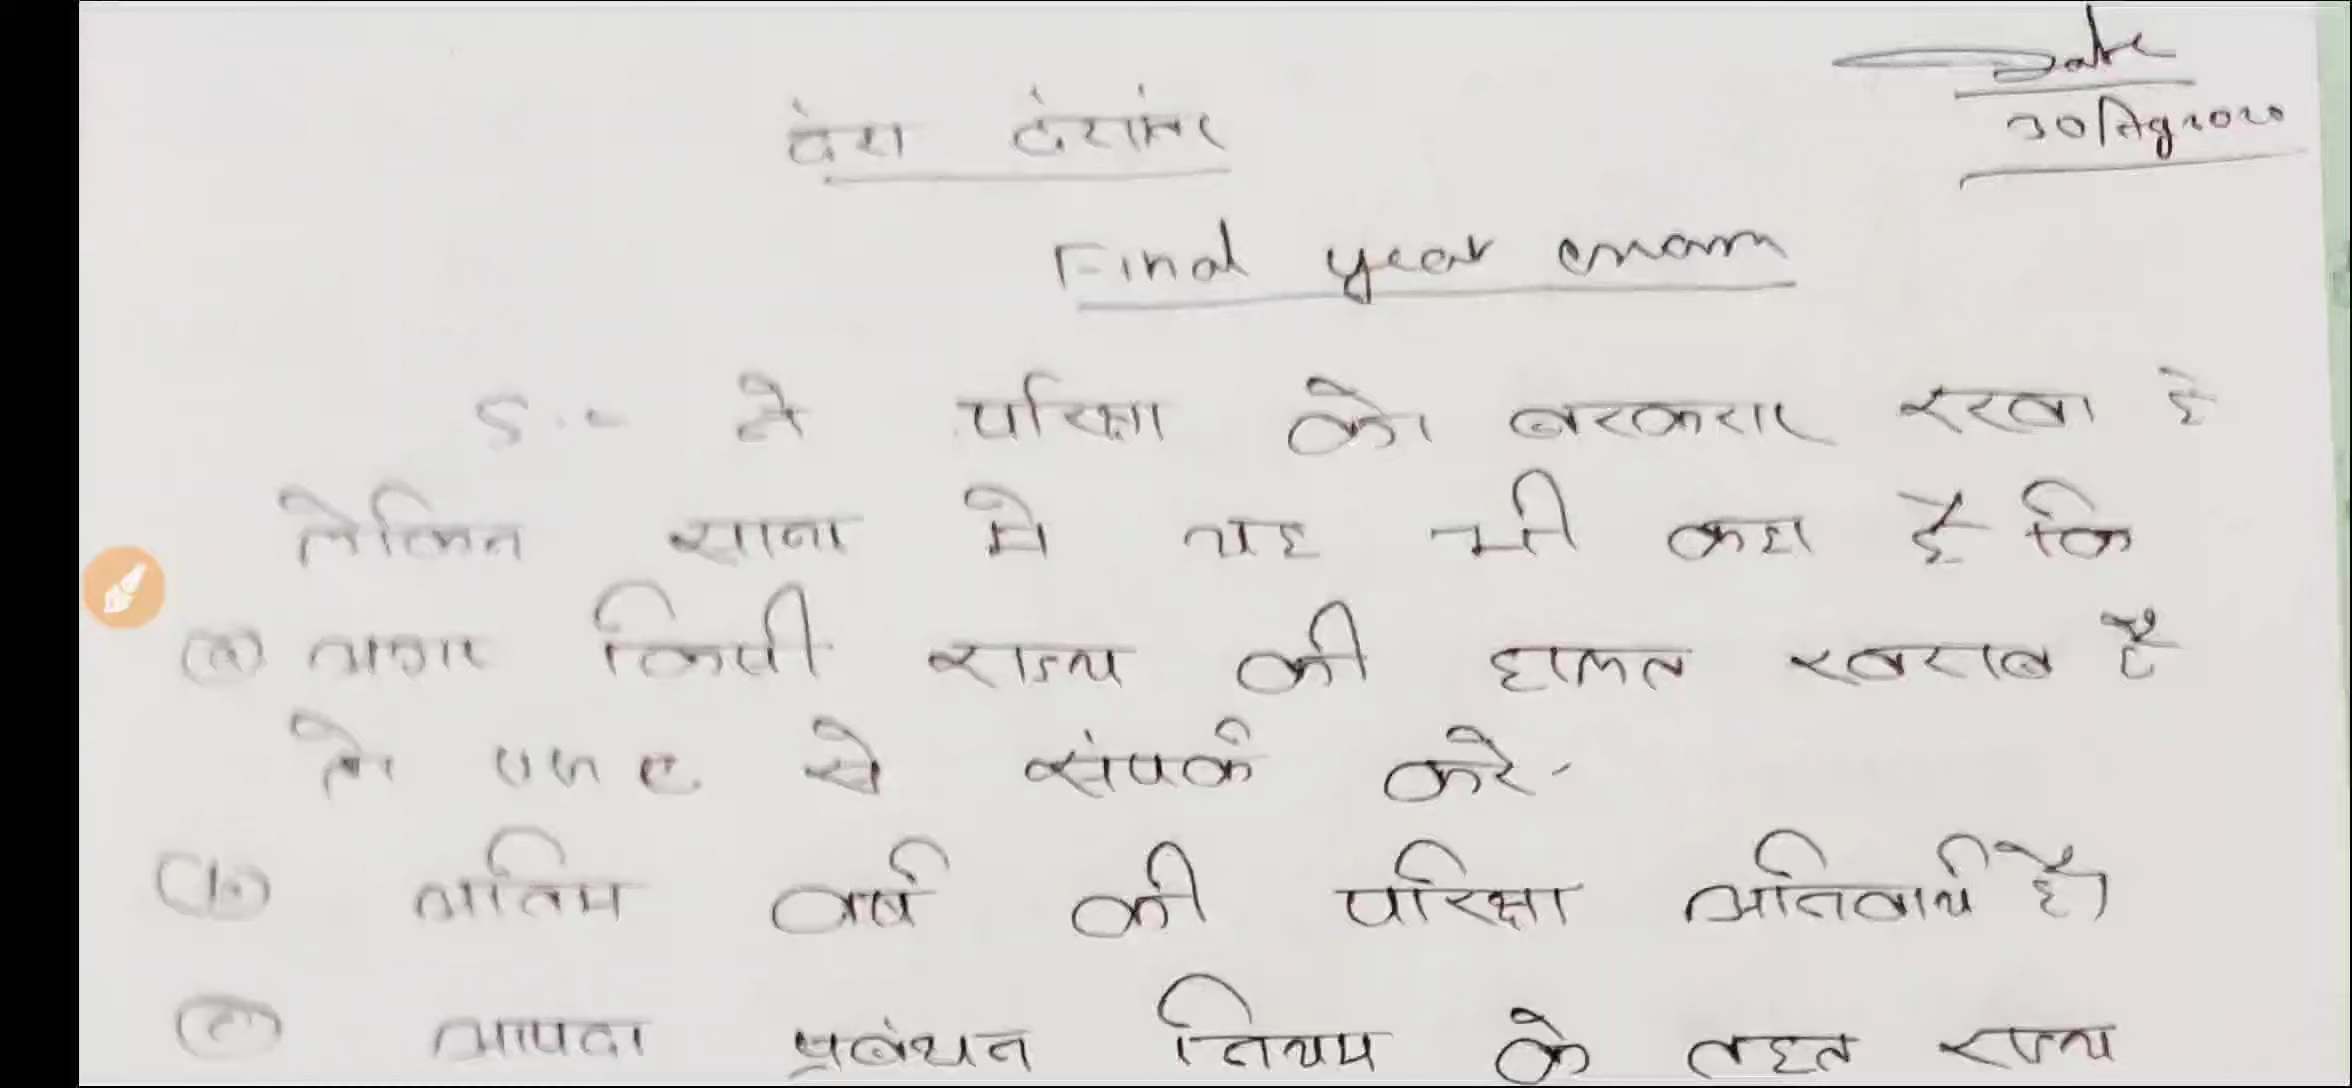 Date
30 Aug 2020
देश देशांतर
Final year exam
S.C ने परिक्षा को बरकरार रखा है
लेकिन साथ में यह भी कहा है कि
(a) अगर किसी राज्य की हालत खराब है
तो UGC से संपर्क करे -
(b) अंतिम वर्ष की परिक्षा अनिवार्य है।
(c) आपदा प्रबंधन नियम के तहत राज्य